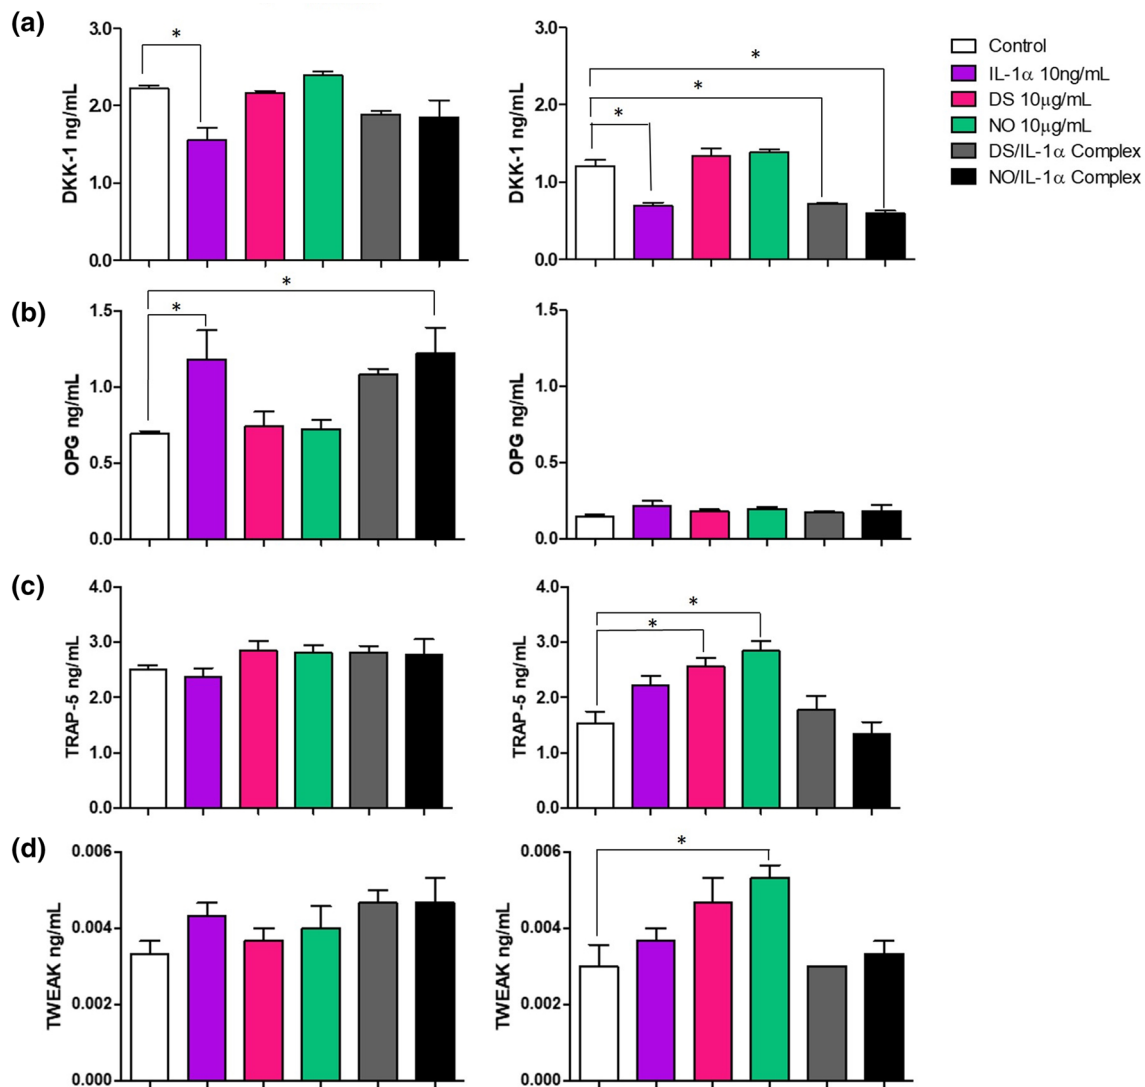 (a)
3.0
2.0
1.0
0.0
DKK-1 ng/mL
*
3.0
2.0
1.0
0.0
DKK-1 ng/mL
*
*
*
Control
IL-1α 10ng/mL
DS 10μg/mL
NO 10μg/mL
DS/IL-1α Complex
NO/IL-1α Complex
(b)
1.5
1.0
0.5
0.0
OPG ng/mL
*
*
1.5
1.0
0.5
0.0
OPG ng/mL
(c)
4.0
3.0
2.0
1.0
0.0
TRAP-5 ng/mL
4.0
3.0
2.0
1.0
0.0
TRAP-5 ng/mL
*
*
(d)
0.006
0.004
0.002
0.000
TWEAK ng/mL
0.006
0.004
0.002
0.000
TWEAK ng/mL
*